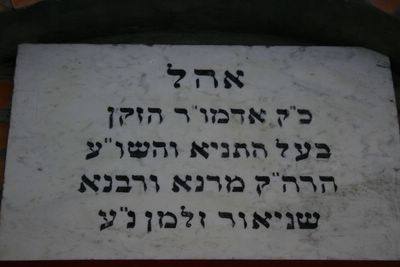 אהל
כ"ק אדמו"ר הזקן
בעל התניא והשו"ע
הרה"ק מרנא ורבנא
שניאור זלמן נ"ע